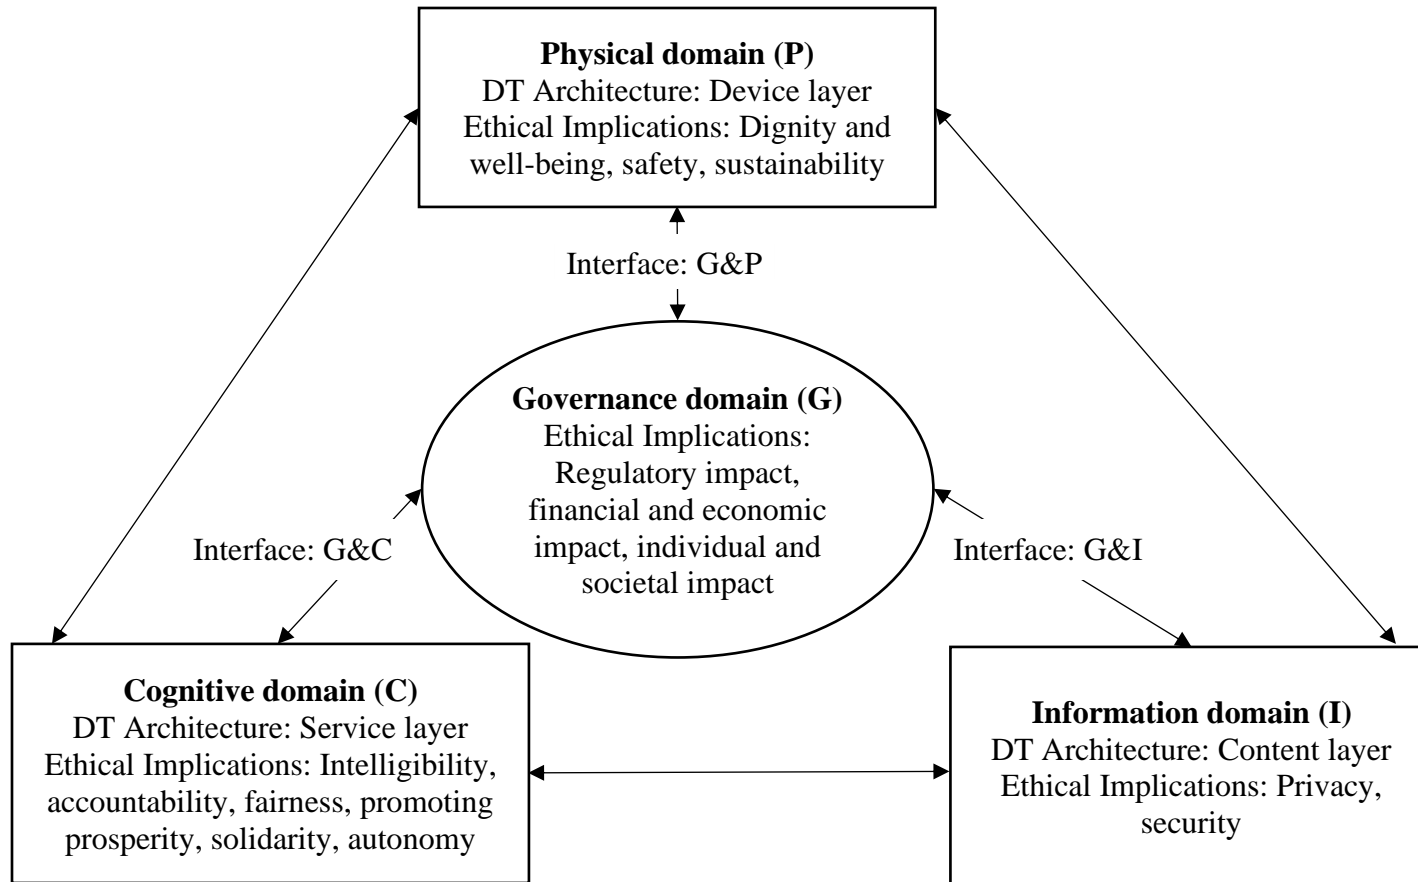 Physical domain (P)
DT Architecture: Device layer
Ethical Implications: Dignity and
well-being, safety, sustainability
Interface: G&P
Governance domain (G)
Ethical Implications:
Regulatory impact,
financial and economic
impact, individual and
societal impact
Interface: G&C
Interface: G&I
Cognitive domain (C)
DT Architecture: Service layer
Ethical Implications: Intelligibility,
accountability, fairness, promoting
prosperity, solidarity, autonomy
Information domain (I)
DT Architecture: Content layer
Ethical Implications: Privacy,
security